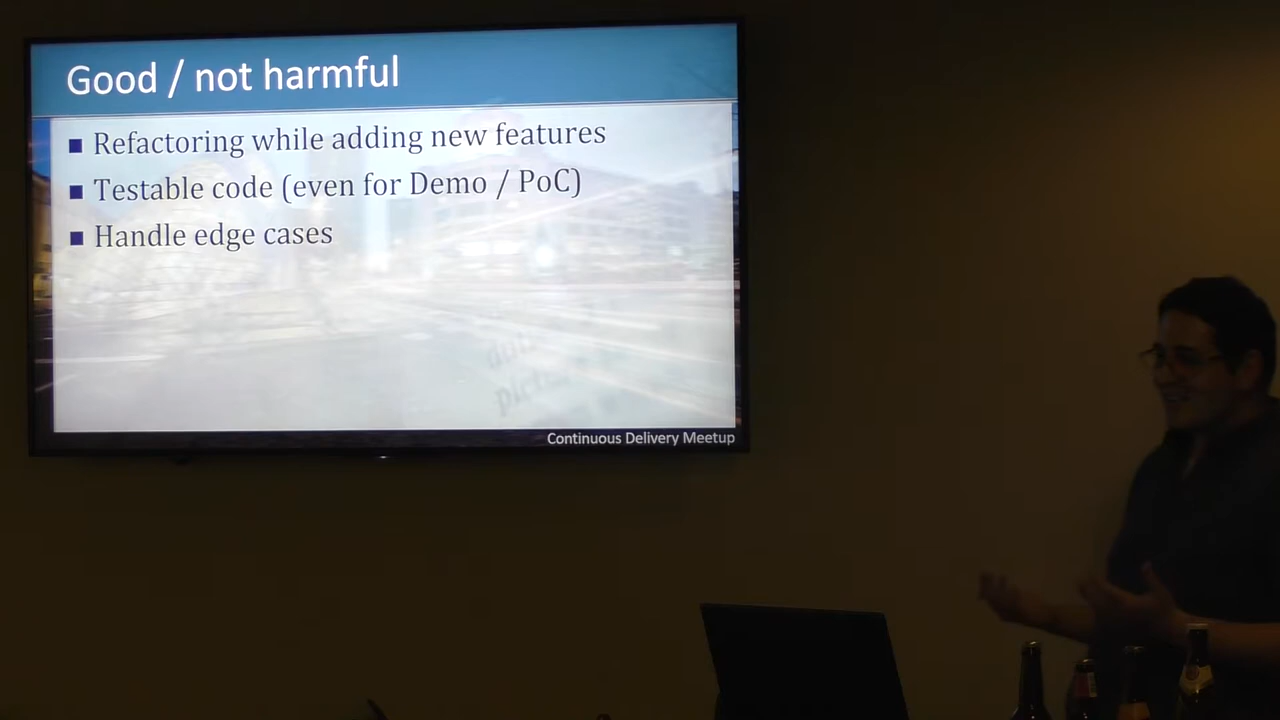 Good / not harmful
Refactoring while adding new features
Testable code (even for Demo / PoC)
Handle edge cases
Continuous Delivery Meetup